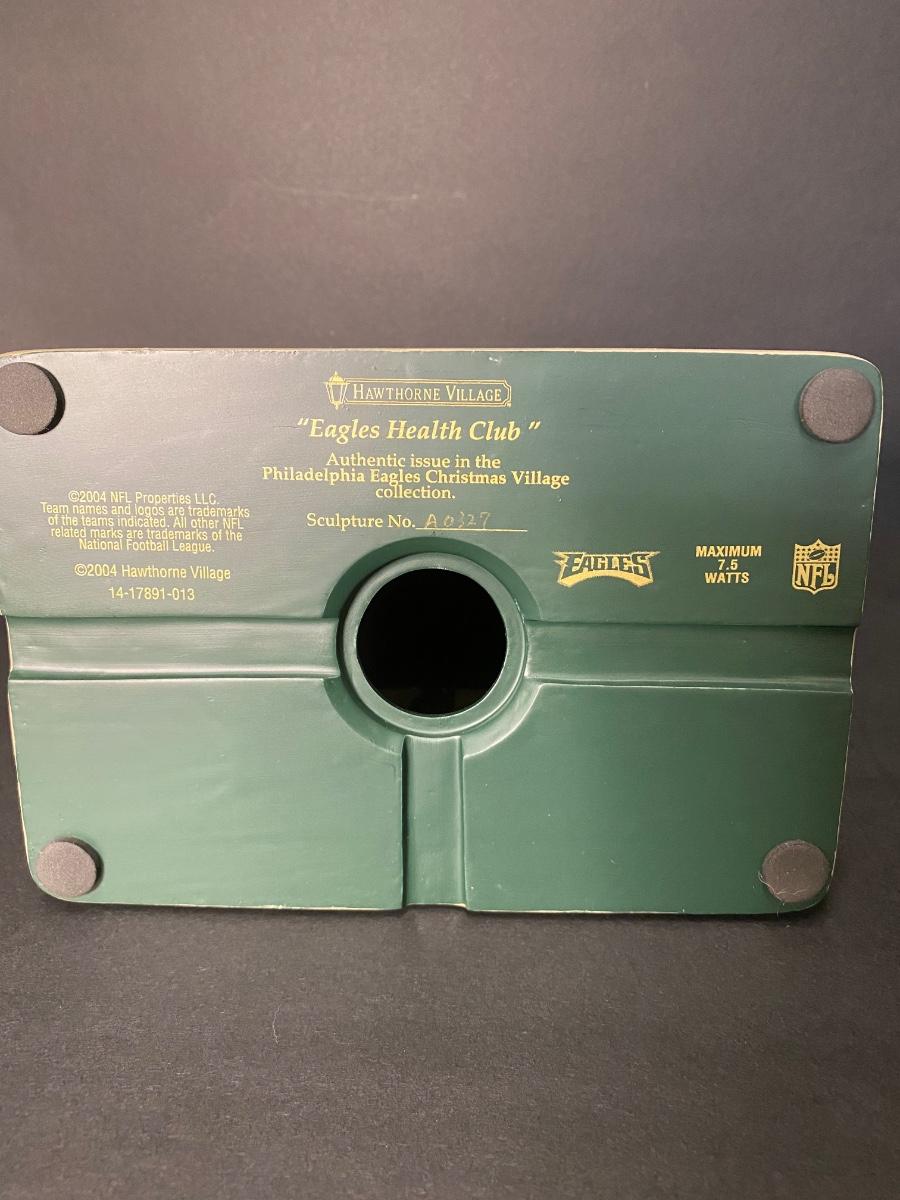 HAWTHORNE VILLAGE
"Eagles Health Club"
Authentic issue in the
Philadelphia Eagles Christmas Village
collection.
Sculpture No. A0327
©2004 NFL Properties LLC.
Team names and logos are trademarks
of the teams indicated. All other NFL
related marks are trademarks of the
National Football League.
©2004 Hawthorne Village
14-17891-013
EAGLES
MAXIMUM
7.5
WATTS
NFL